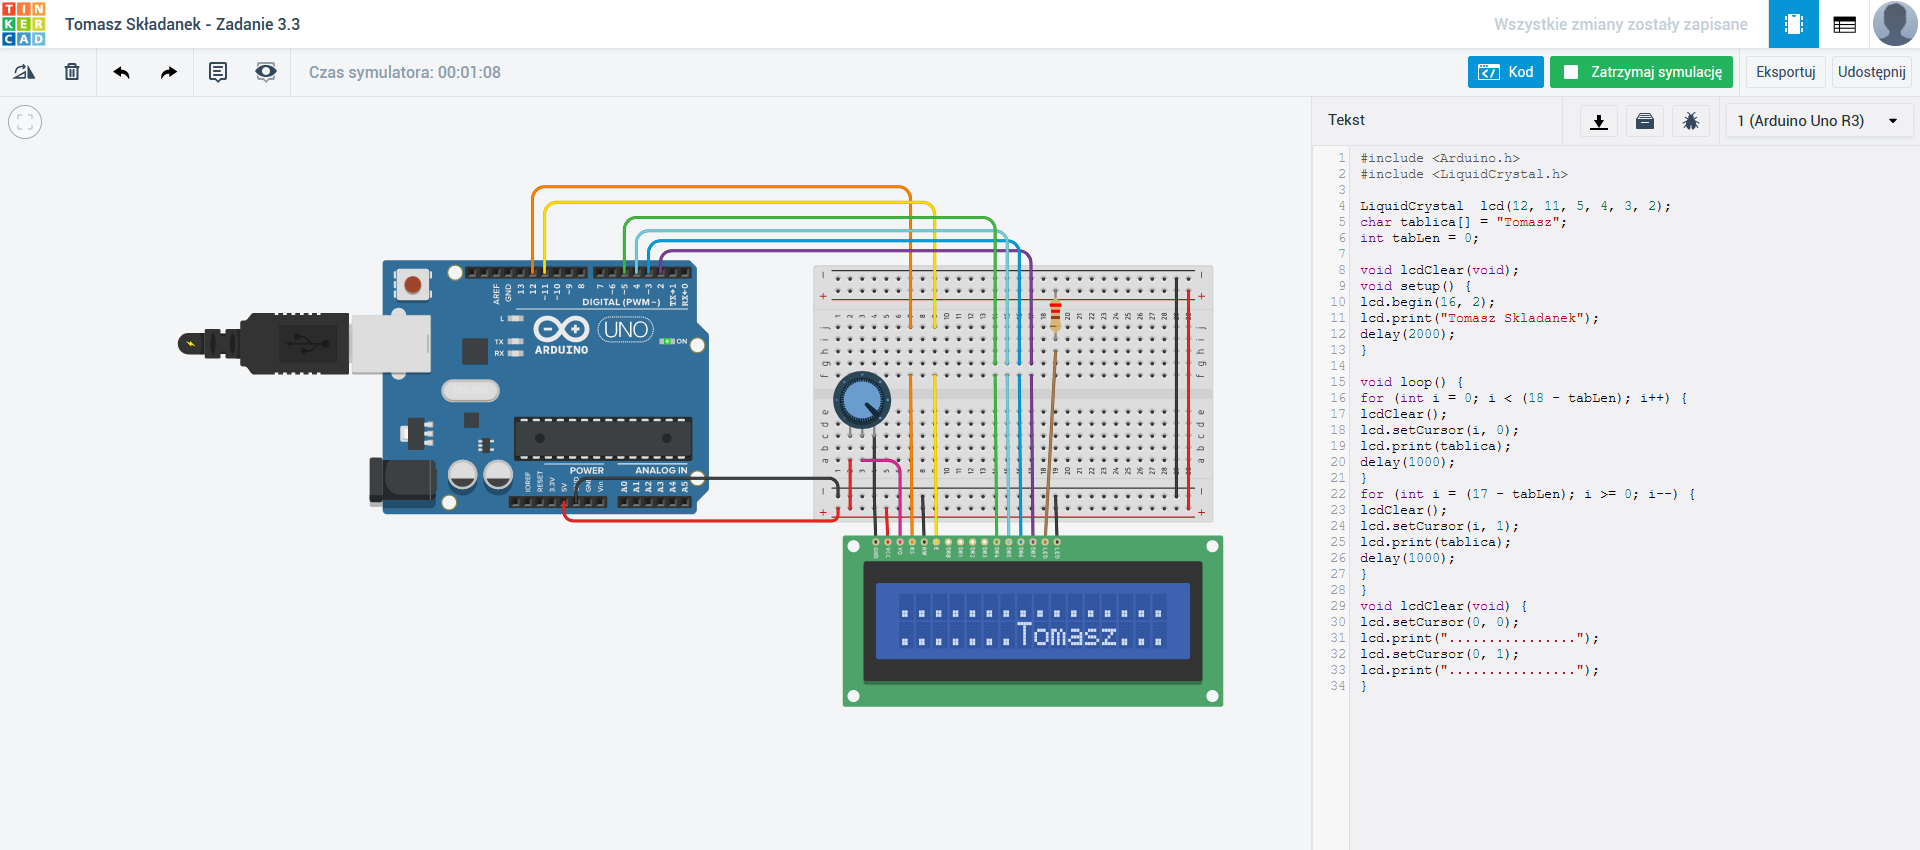 TIN
KER
CAD
Tomasz Składanek - Zadanie 3.3
Wszystkie zmiany zostały zapisane
Czas symulatora: 00:01:08
Kod
Zatrzymaj symulację
Eksportuj
Udostępnij
Tekst
1 (Arduino Uno R3)
AREF
GND
13
12
~11
~10
~9
8
7
~6
~5
4
~3
2
TX→1
RX←0
DIGITAL (PWM~)
L
TX
RX
ARDUINO
UNO
ON
POWER
ANALOG IN
IOREF
RESET
3.3V
5V
GND
Vin
A0
A1
A2
A3
A4
A5
Tomasz...
1 #include <Arduino.h>
2 #include <LiquidCrystal.h>
3
4 LiquidCrystal  lcd(12, 11, 5, 4, 3, 2);
5 char tablica[] = "Tomasz";
6 int tabLen = 0;
7
8 void lcdClear(void);
9 void setup() {
10 lcd.begin(16, 2);
11 lcd.print("Tomasz Skladanek");
12 delay(2000);
13 }
14
15 void loop() {
16 for (int i = 0; i < (18 - tabLen); i++) {
17 lcdClear();
18 lcd.setCursor(i, 0);
19 lcd.print(tablica);
20 delay(1000);
21 }
22 for (int i = (17 - tabLen); i >= 0; i--) {
23 lcdClear();
24 lcd.setCursor(i, 1);
25 lcd.print(tablica);
26 delay(1000);
27 }
28 }
29 void lcdClear(void) {
30 lcd.setCursor(0, 0);
31 lcd.print("................");
32 lcd.setCursor(0, 1);
33 lcd.print("................");
34 }